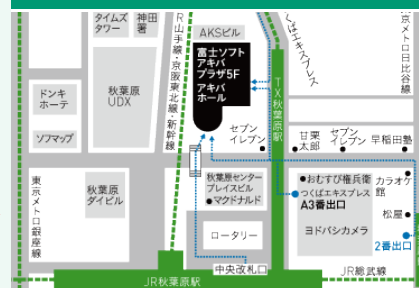 タイムズ
タワー
神田
署
AKSビル
R山手線・京阪東北線・新幹線
つくばエキスプレス
東京メトロ日比谷線
富士ソフト
アキバ
プラザ5F
アキバ
ホール
秋葉原
UDX
TX秋葉原駅
ドンキ
ホーテ
ソフマップ
セブン
イレブン
甘栗
太郎
セブン
イレブン
早稲田塾
東京メトロ銀座線
秋葉原
ダイビル
秋葉原センター
プレイスビル
マクドナルド
おむすび権兵衛
つくばエキスプレス
A3番出口
カラオケ
館
松屋
ヨドバシカメラ
2番出口
ロータリー
中央改札口
JR総武線
JR秋葉原駅